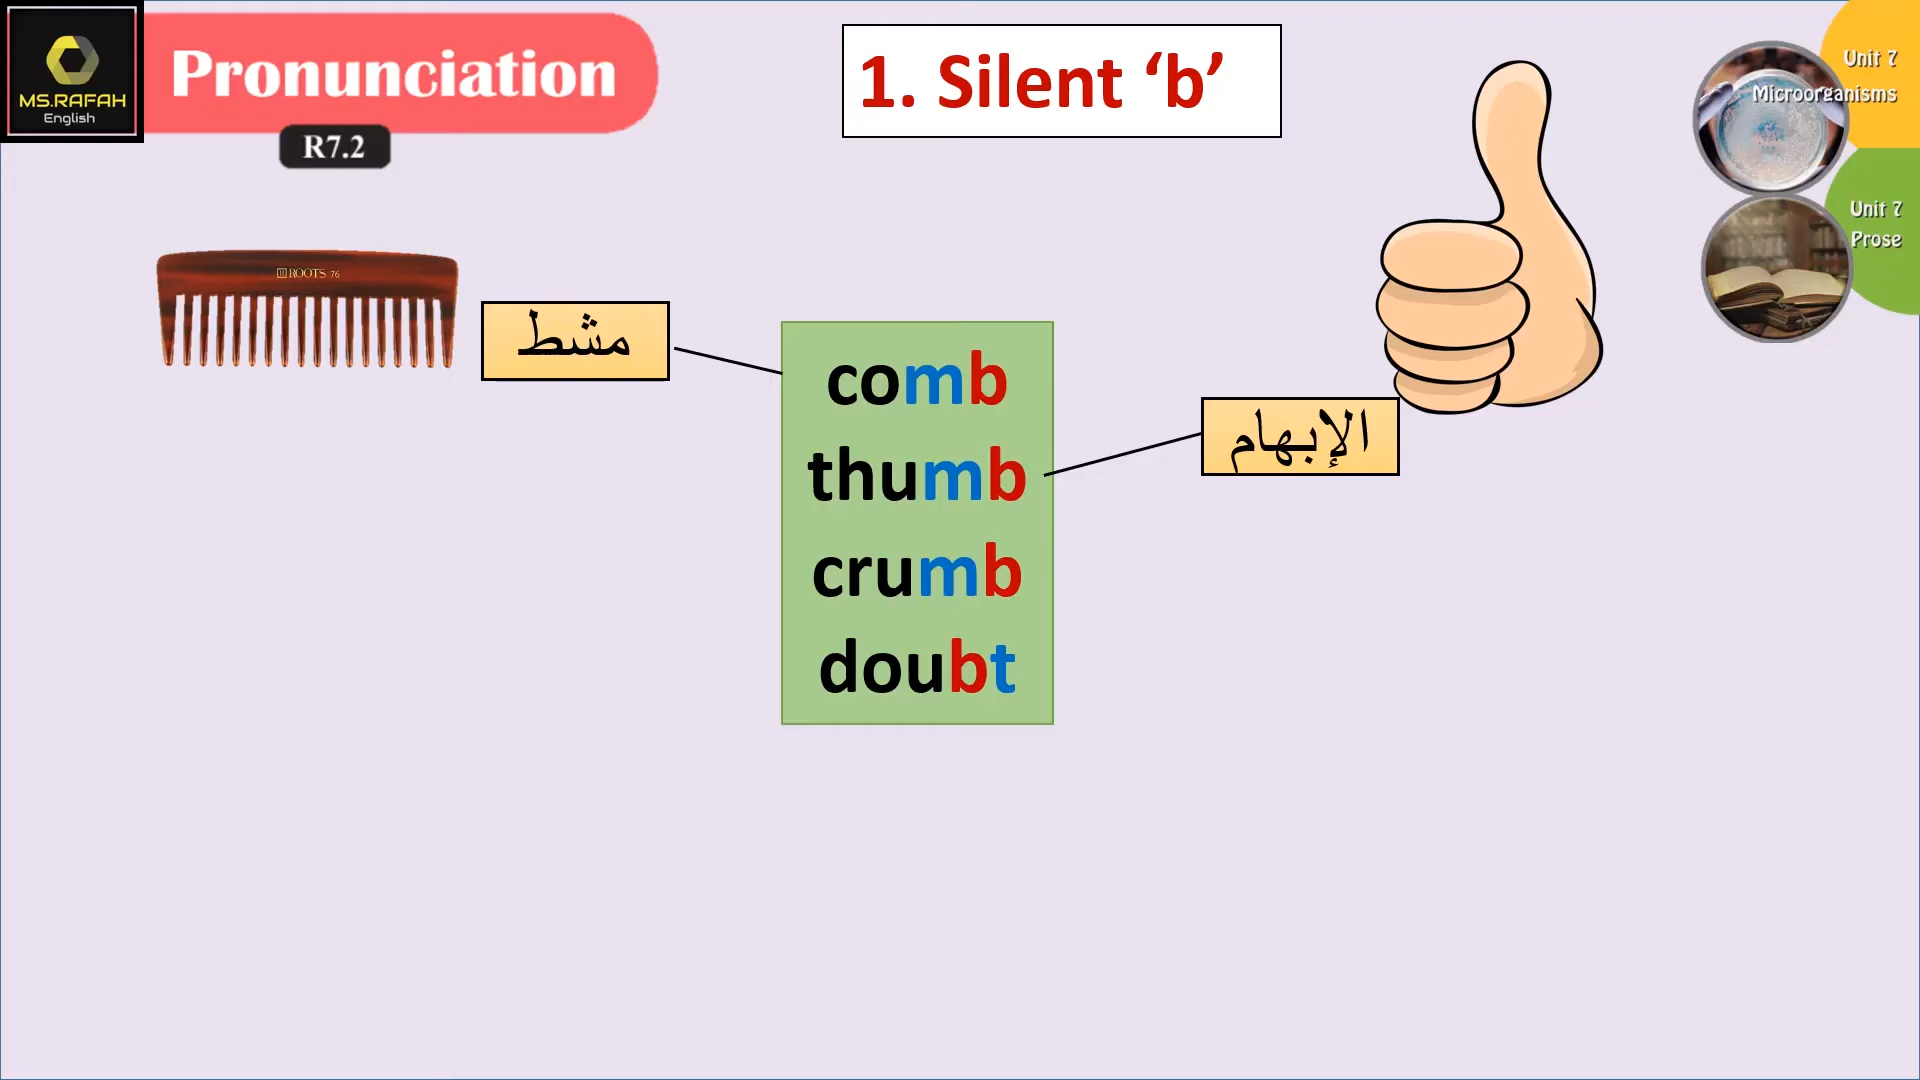 MS.RAFAH
English
Pronunciation
R7.2
1. Silent ‘b’
Unit 7
Microorganisms
Unit 7
Prose
ROOTS 76
مشط
comb
thumb
الإبهام
crumb
doubt